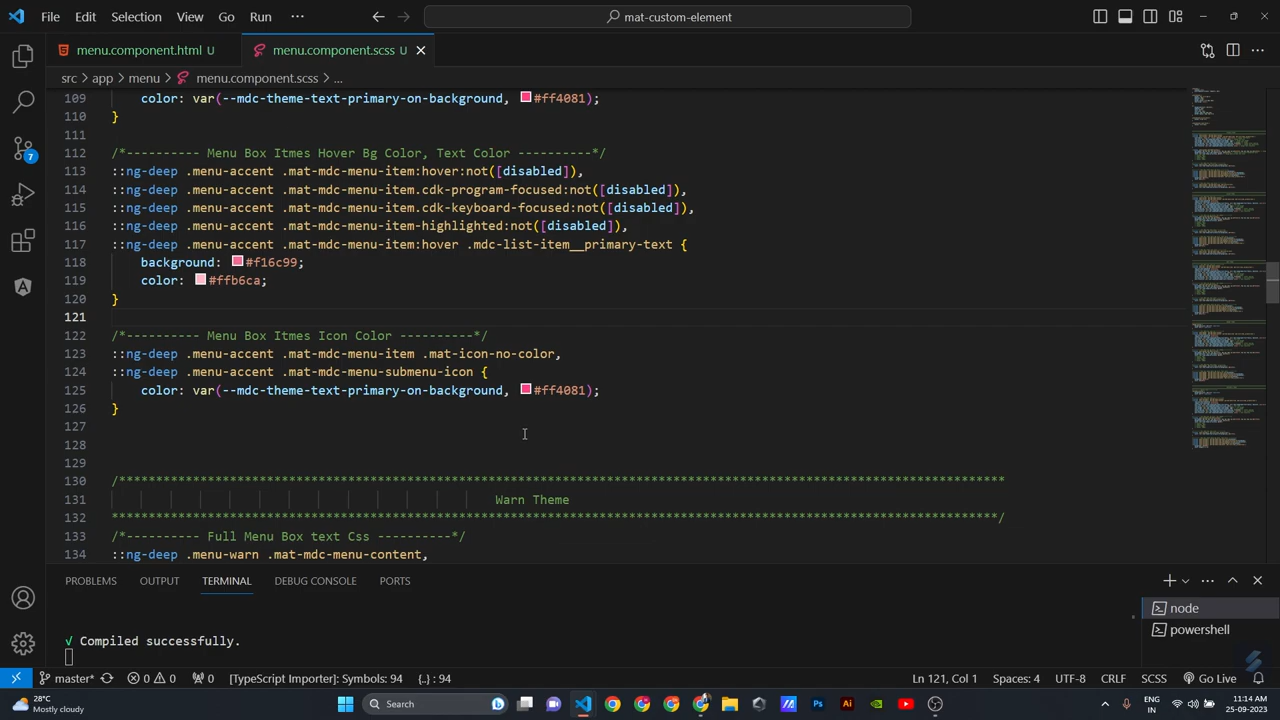 File Edit Selection View Go Run ··· mat-custom-element
menu.component.html U menu.component.scss U
src > app > menu > menu.component.scss > ...
109 color: var(--mdc-theme-text-primary-on-background, #ff4081);
110 }
111
112 /*---------- Menu Box Itmes Hover Bg Color, Text Color ----------*/
113 ::ng-deep .menu-accent .mat-mdc-menu-item:hover:not([disabled]),
114 ::ng-deep .menu-accent .mat-mdc-menu-item.cdk-program-focused:not([disabled]),
115 ::ng-deep .menu-accent .mat-mdc-menu-item.cdk-keyboard-focused:not([disabled]),
116 ::ng-deep .menu-accent .mat-mdc-menu-item-highlighted:not([disabled]),
117 ::ng-deep .menu-accent .mat-mdc-menu-item:hover .mdc-list-item__primary-text {
118 background: #f16c99;
119 color: #ffb6ca;
120 }
121
122 /*---------- Menu Box Itmes Icon Color ----------*/
123 ::ng-deep .menu-accent .mat-mdc-menu-item .mat-icon-no-color,
124 ::ng-deep .menu-accent .mat-mdc-menu-submenu-icon {
125 color: var(--mdc-theme-text-primary-on-background, #ff4081);
126 }
127
128
129
130 /*************************************************************************************************************************
131 Warn Theme
132 *************************************************************************************************************************/
133 /*---------- Full Menu Box text Css ----------*/
134 ::ng-deep .menu-warn .mat-mdc-menu-content,
PROBLEMS OUTPUT TERMINAL DEBUG CONSOLE PORTS
node
powershell
√ Compiled successfully.
7
master* 0 0 0 [TypeScript Importer]: Symbols: 94 {..} : 94 Ln 121, Col 1 Spaces: 4 UTF-8 CRLF SCSS Go Live
28°C
Mostly cloudy
Search
ENG
IN
11:14 AM
25-09-2023